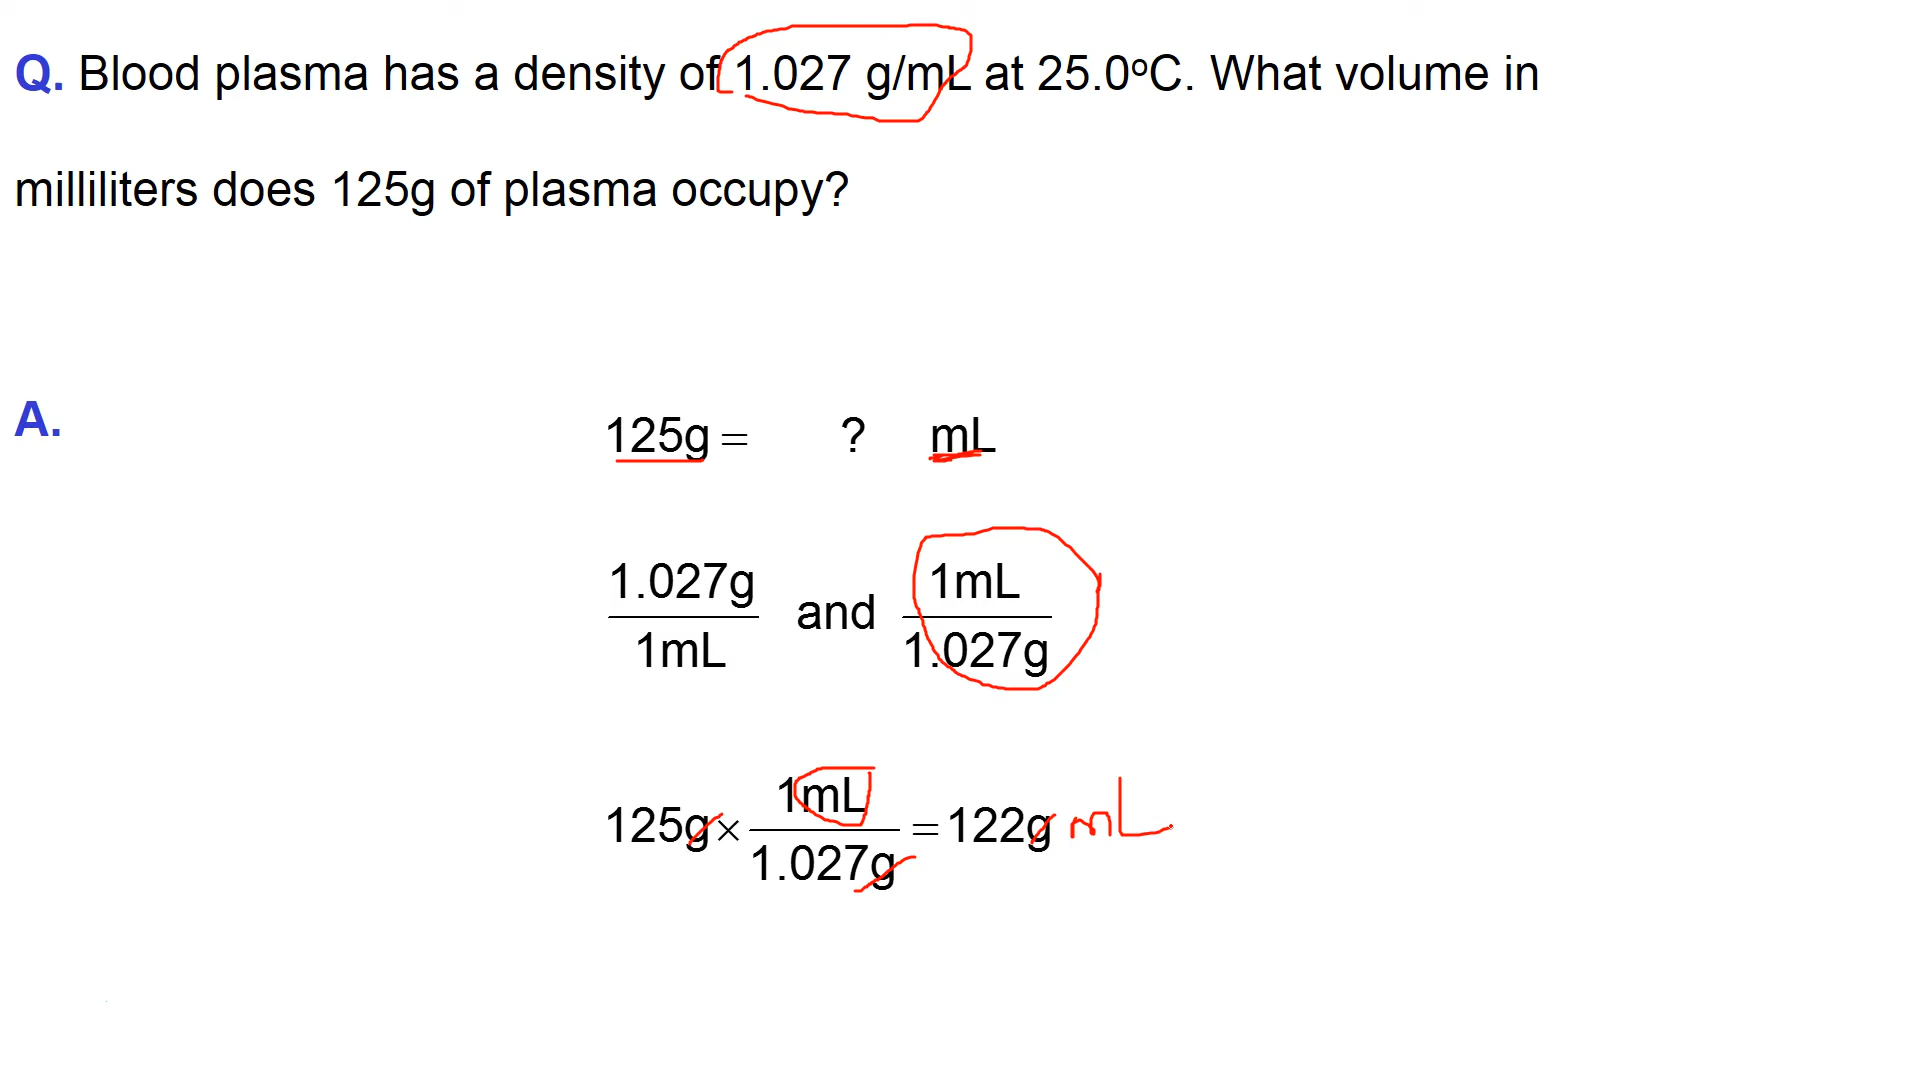 Q. Blood plasma has a density of 1.027 g/mL at 25.0°C. What volume in
milliliters does 125g of plasma occupy?
A.
125g = ? mL
1.027g/1mL and 1mL/1.027g
125g × 1mL/1.027g = 122g mL